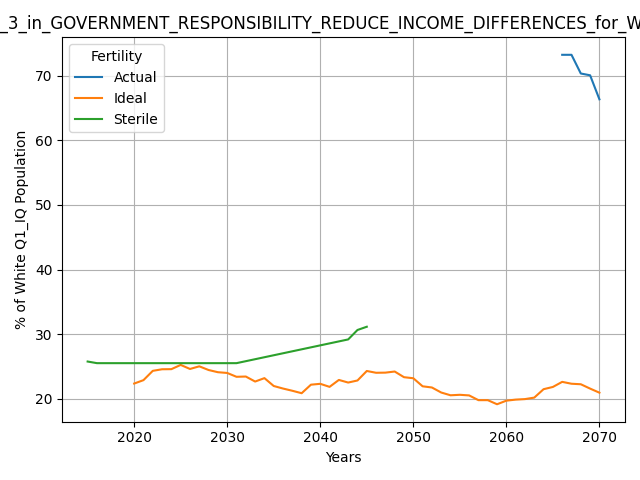 _3_in_GOVERNMENT_RESPONSIBILITY_REDUCE_INCOME_DIFFERENCES_for_W
Fertility
Actual
Ideal
Sterile
% of White Q1_IQ Population
70
60
50
40
30
20
2020
2030
2040
2050
2060
2070
Years